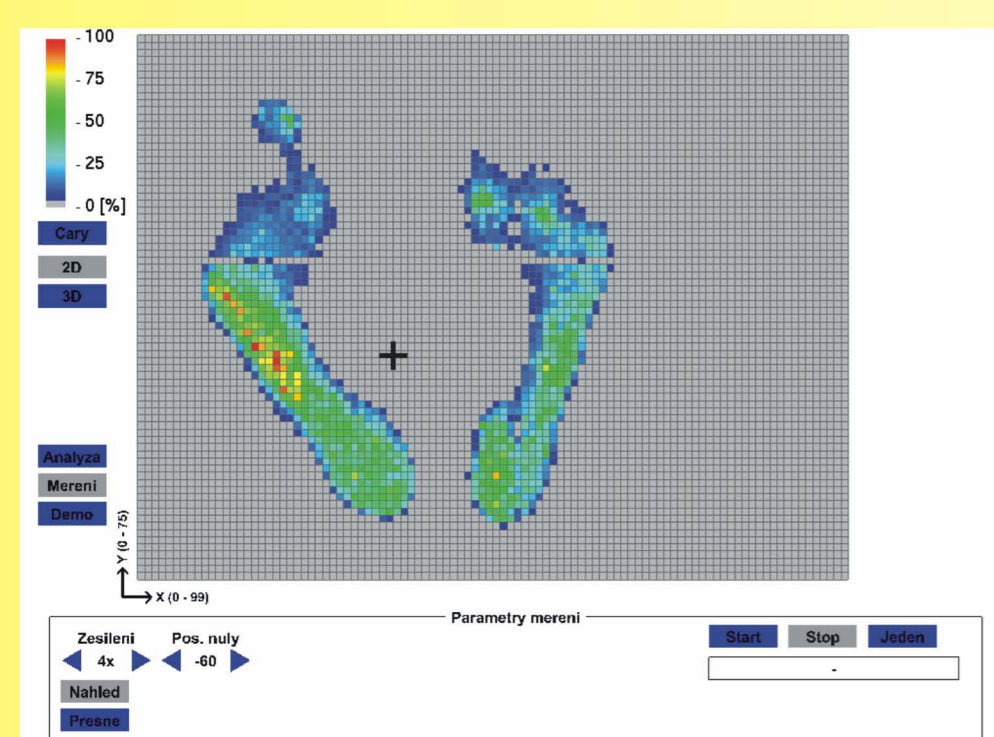 - 100
- 75
- 50
- 25
- 0 [%]
Cary
2D
3D
Analyza
Mereni
Demo
Y (0 - 75)
X (0 - 99)
Parametry mereni
Zesileni Pos. nuly
4x -60
Nahled
Presne
Start Stop Jeden
-